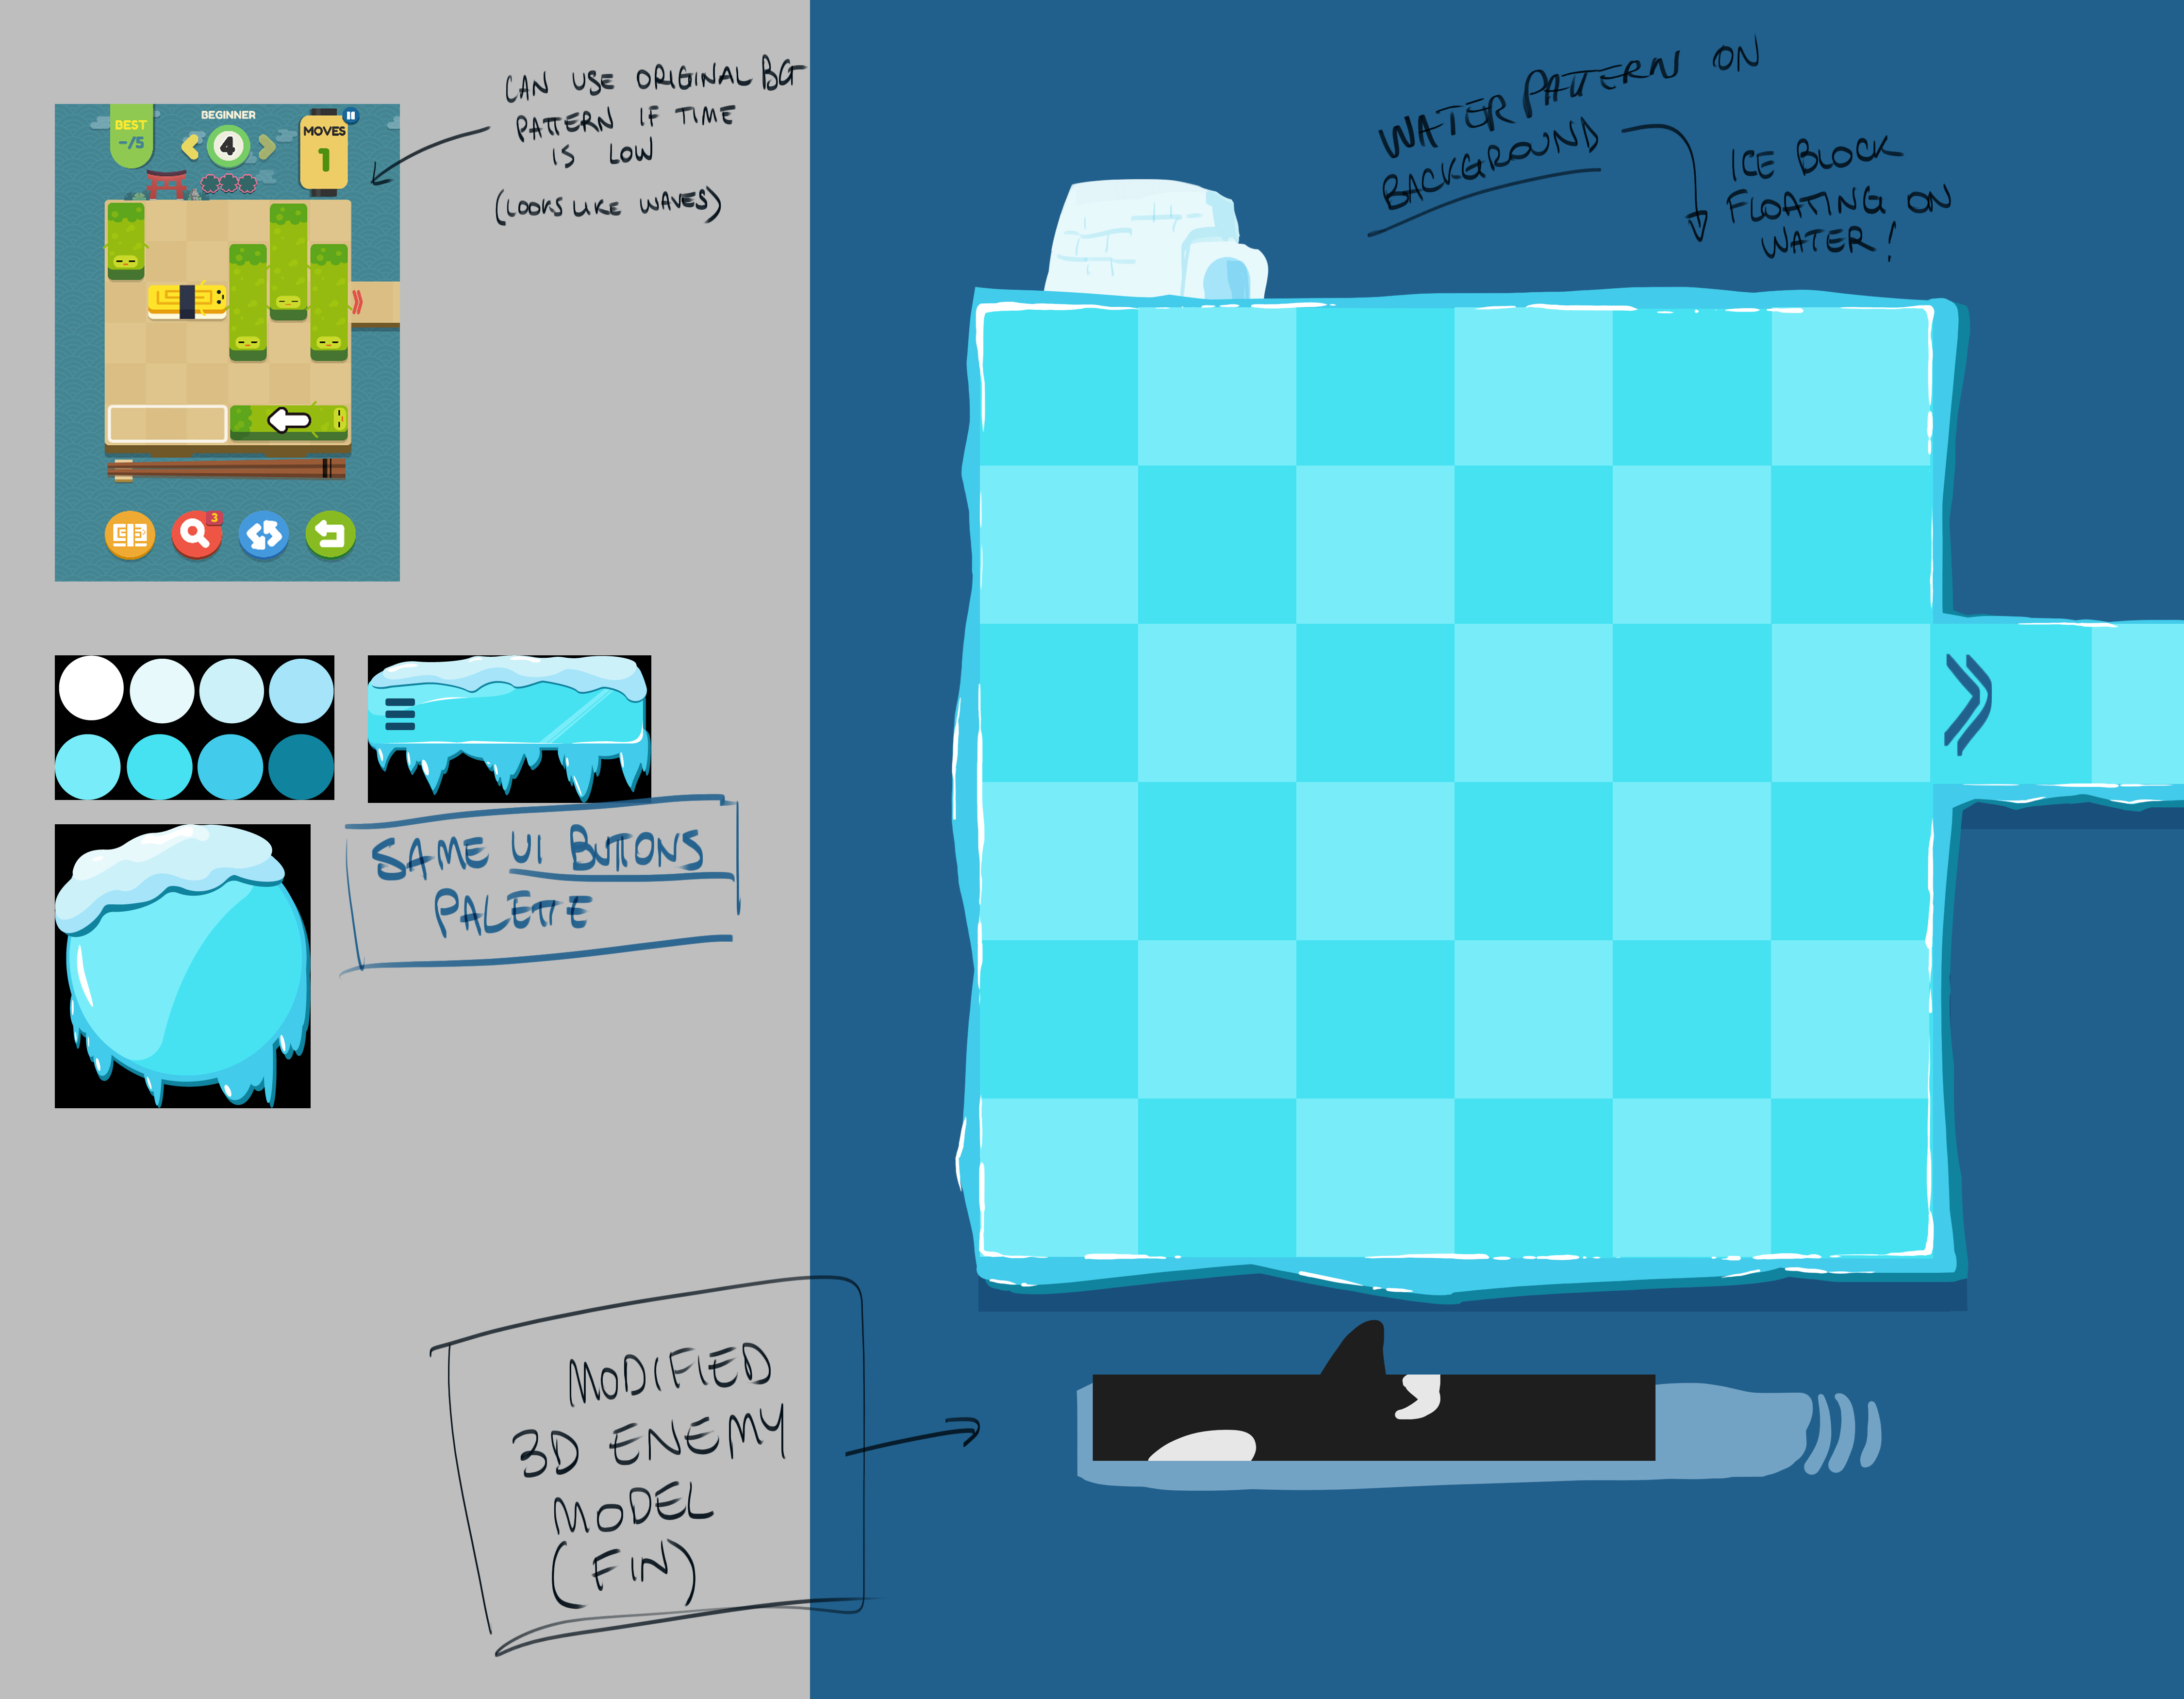 CAN USE ORIGINAL BG
PATTERN IF TIME
IS LOW
(LOOKS LIKE WAVES)
BEST
-/5
BEGINNER
4
MOVES
1
3
WATER PATTERN ON
BACKGROUND
ICE BLOCK
FLOATING ON
WATER!
SAME UI BUTTONS
PALETTE
MODIFIED
3D ENEMY
MODEL
(FIN)